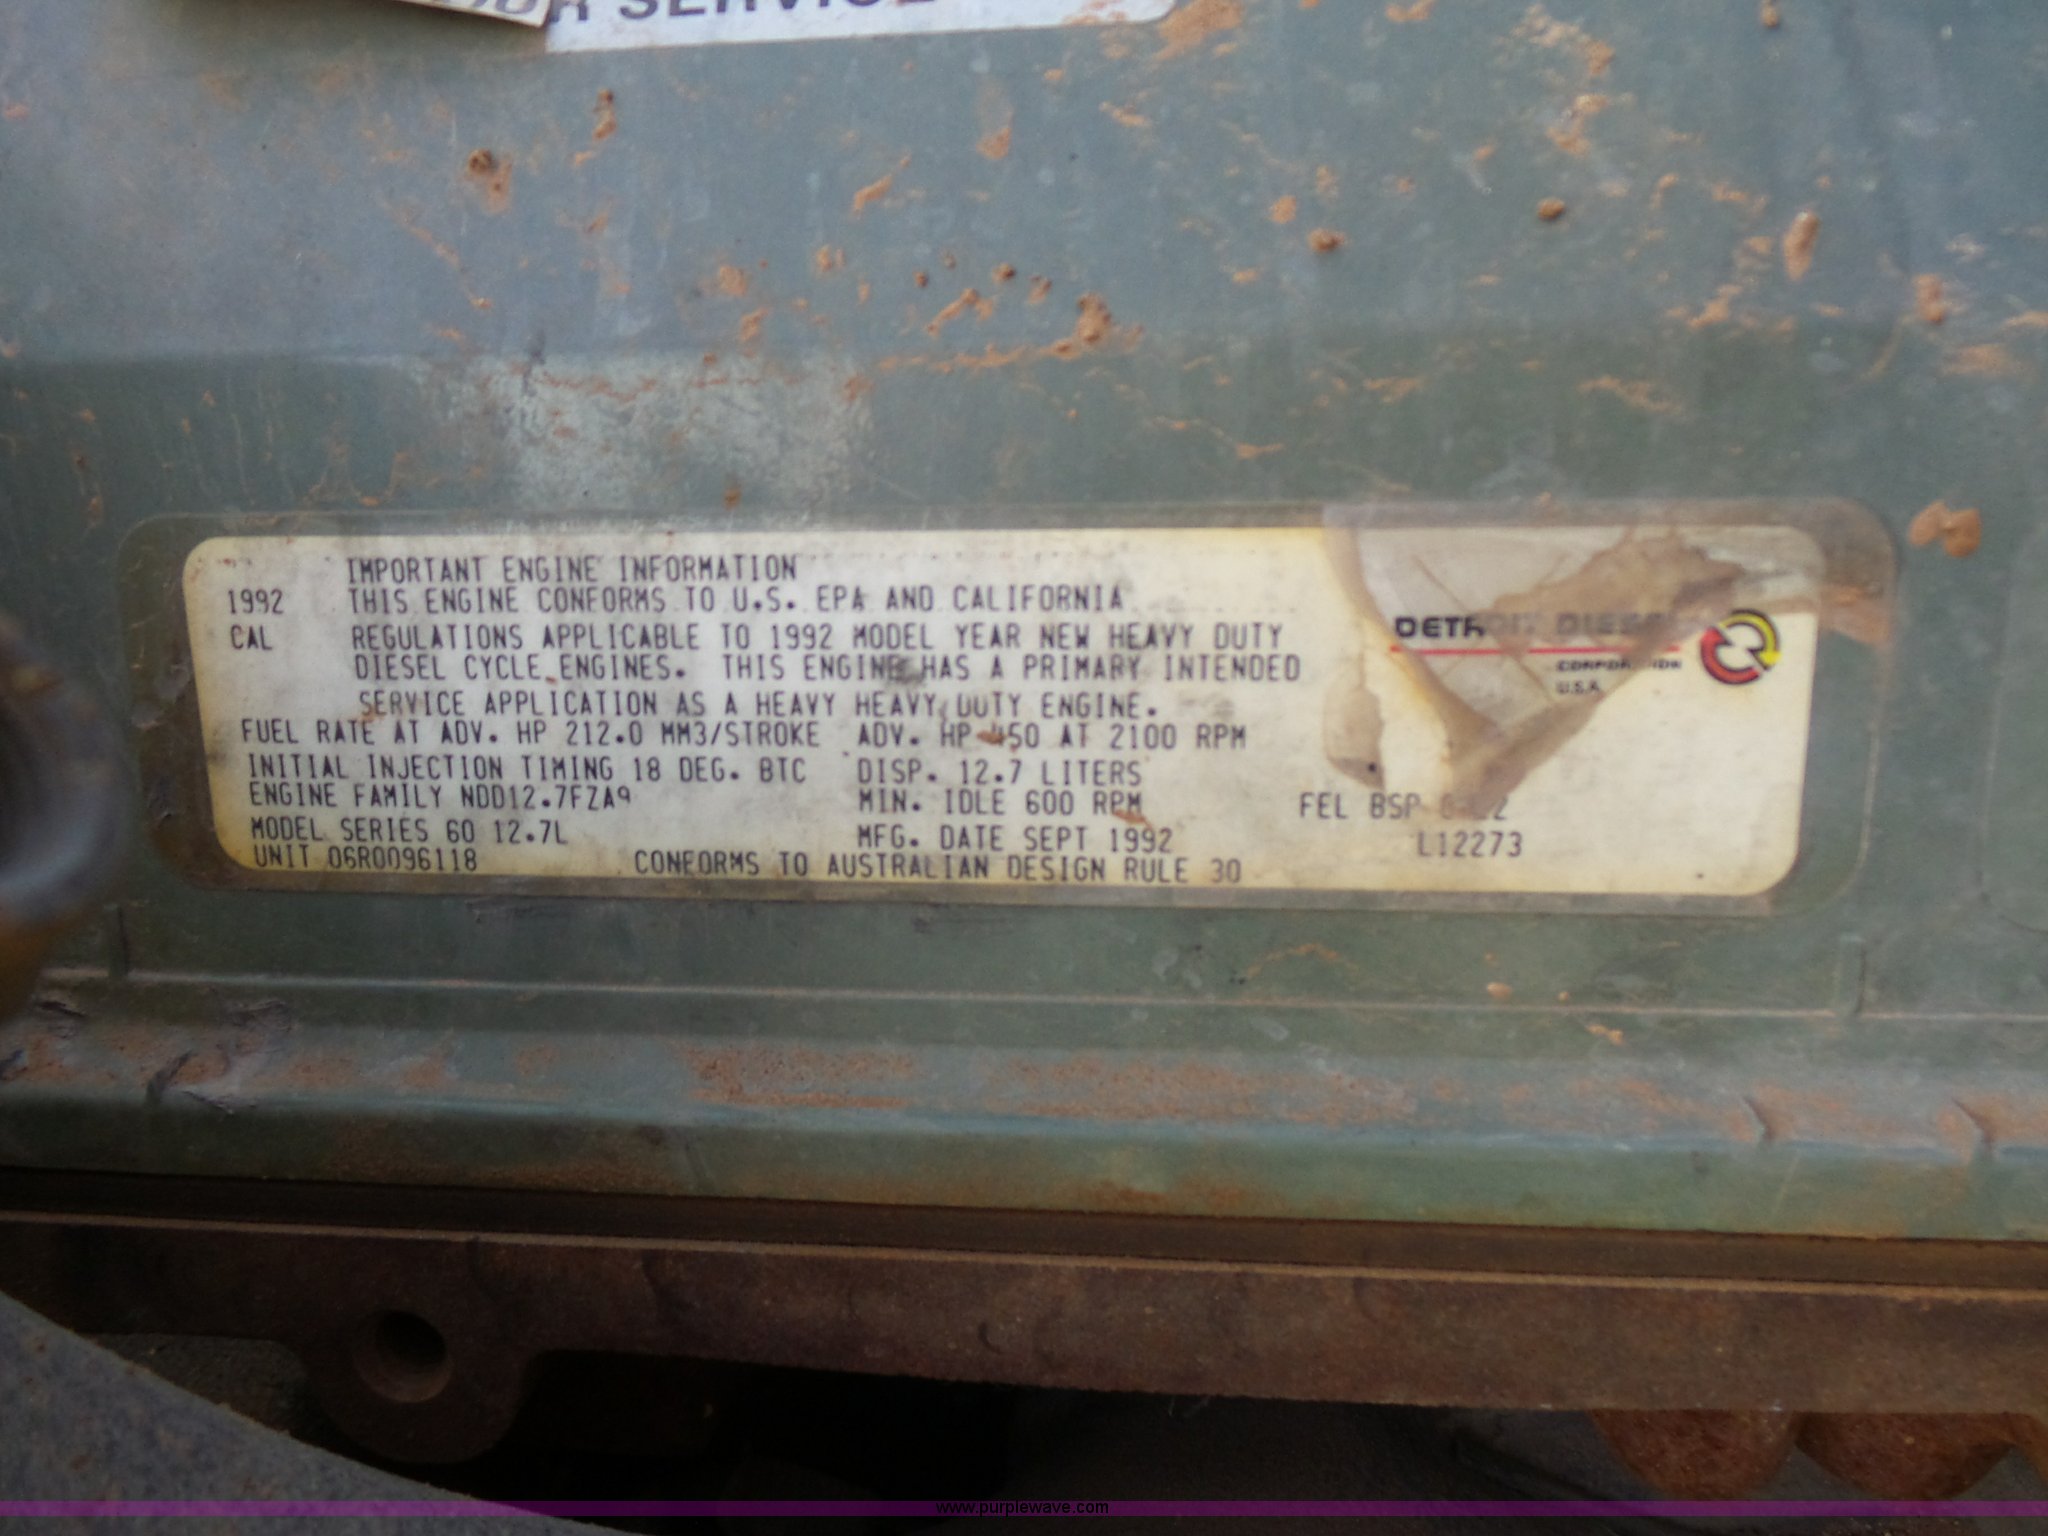 SERVICE
IMPORTANT ENGINE INFORMATION
1992 THIS ENGINE CONFORMS TO U.S. EPA AND CALIFORNIA
CAL REGULATIONS APPLICABLE TO 1992 MODEL YEAR NEW HEAVY DUTY
DIESEL CYCLE ENGINES. THIS ENGINE HAS A PRIMARY INTENDED
SERVICE APPLICATION AS A HEAVY HEAVY DUTY ENGINE.
DETROIT DIESEL
CORPORATION
U.S.A.
FUEL RATE AT ADV. HP 212.0 MM3/STROKE ADV. HP 450 AT 2100 RPM
INITIAL INJECTION TIMING 18 DEG. BTC DISP. 12.7 LITERS
ENGINE FAMILY NDD12.7FZA9 MIN. IDLE 600 RPM FEL BSP
MODEL SERIES 60 12.7L MFG. DATE SEPT 1992 L12273
UNIT 06R0096118 CONFORMS TO AUSTRALIAN DESIGN RULE 30
www.purplewave.com